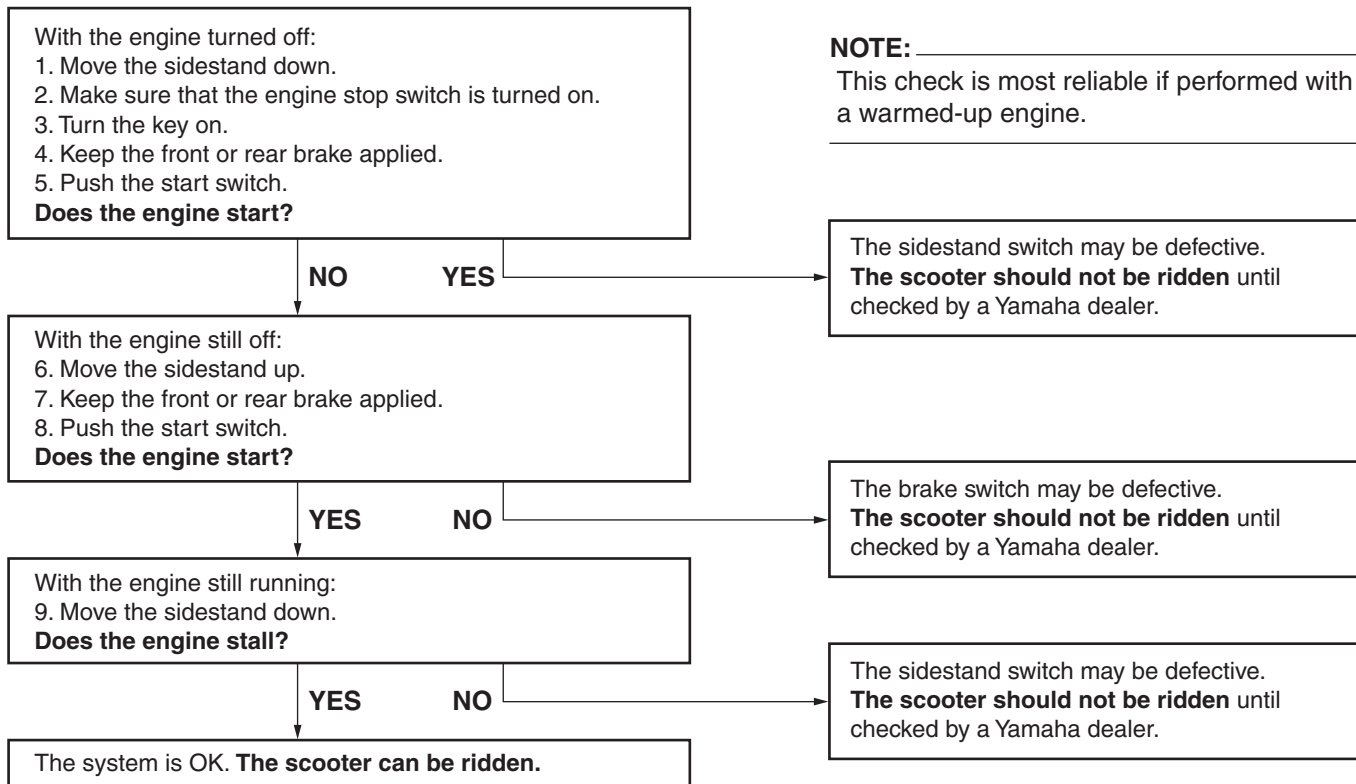 With the engine turned off:
1. Move the sidestand down.
2. Make sure that the engine stop switch is turned on.
3. Turn the key on.
4. Keep the front or rear brake applied.
5. Push the start switch.
Does the engine start?
NOTE:
This check is most reliable if performed with
a warmed-up engine.
NO YES
The sidestand switch may be defective.
The scooter should not be ridden until
checked by a Yamaha dealer.
With the engine still off:
6. Move the sidestand up.
7. Keep the front or rear brake applied.
8. Push the start switch.
Does the engine start?
YES NO
The brake switch may be defective.
The scooter should not be ridden until
checked by a Yamaha dealer.
With the engine still running:
9. Move the sidestand down.
Does the engine stall?
YES NO
The sidestand switch may be defective.
The scooter should not be ridden until
checked by a Yamaha dealer.
The system is OK. The scooter can be ridden.